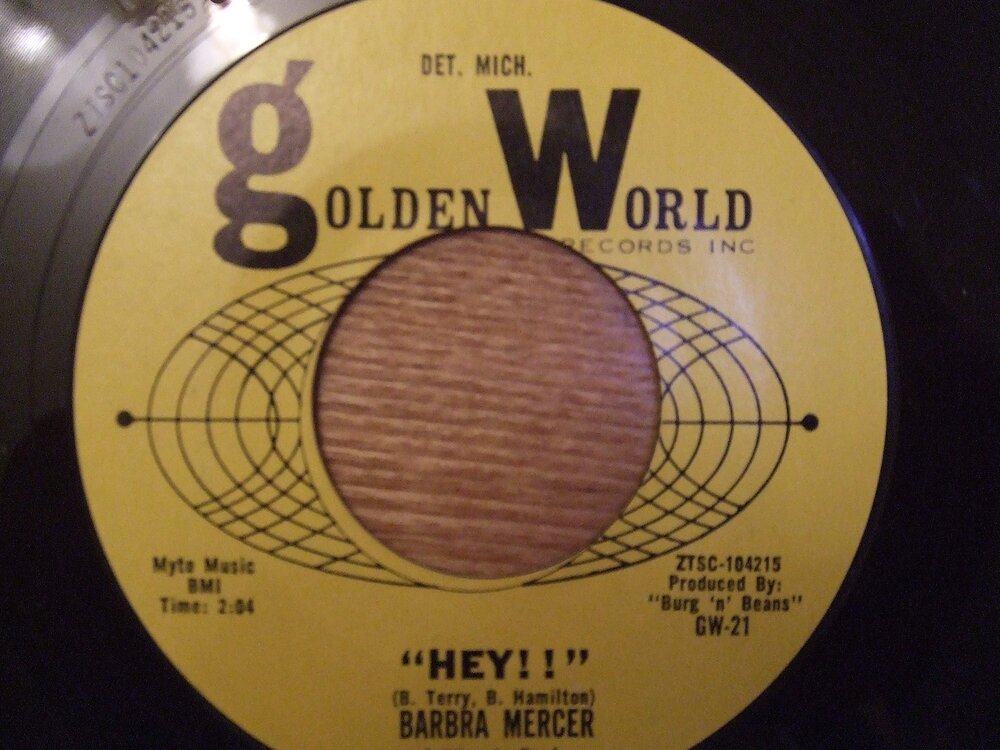 ZTSC104215
DET. MICH.
gOLDEN WORLD
RECORDS INC
Myto Music
BMI
Time: 2:04
ZTSC-104215
Produced By:
"Burg 'n' Beans"
GW-21
“HEY!!”
(B. Terry, B. Hamilton)
BARBRA MERCER